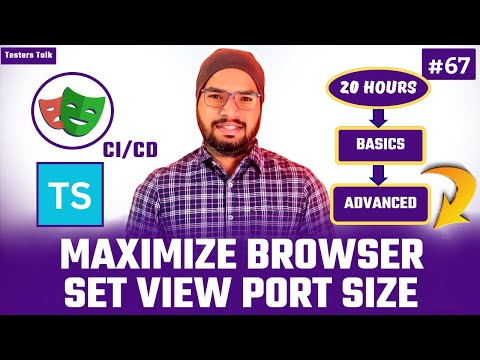 Testers Talk
#67
CI/CD
TS
20 HOURS
BASICS
ADVANCED
MAXIMIZE BROWSER
SET VIEW PORT SIZE